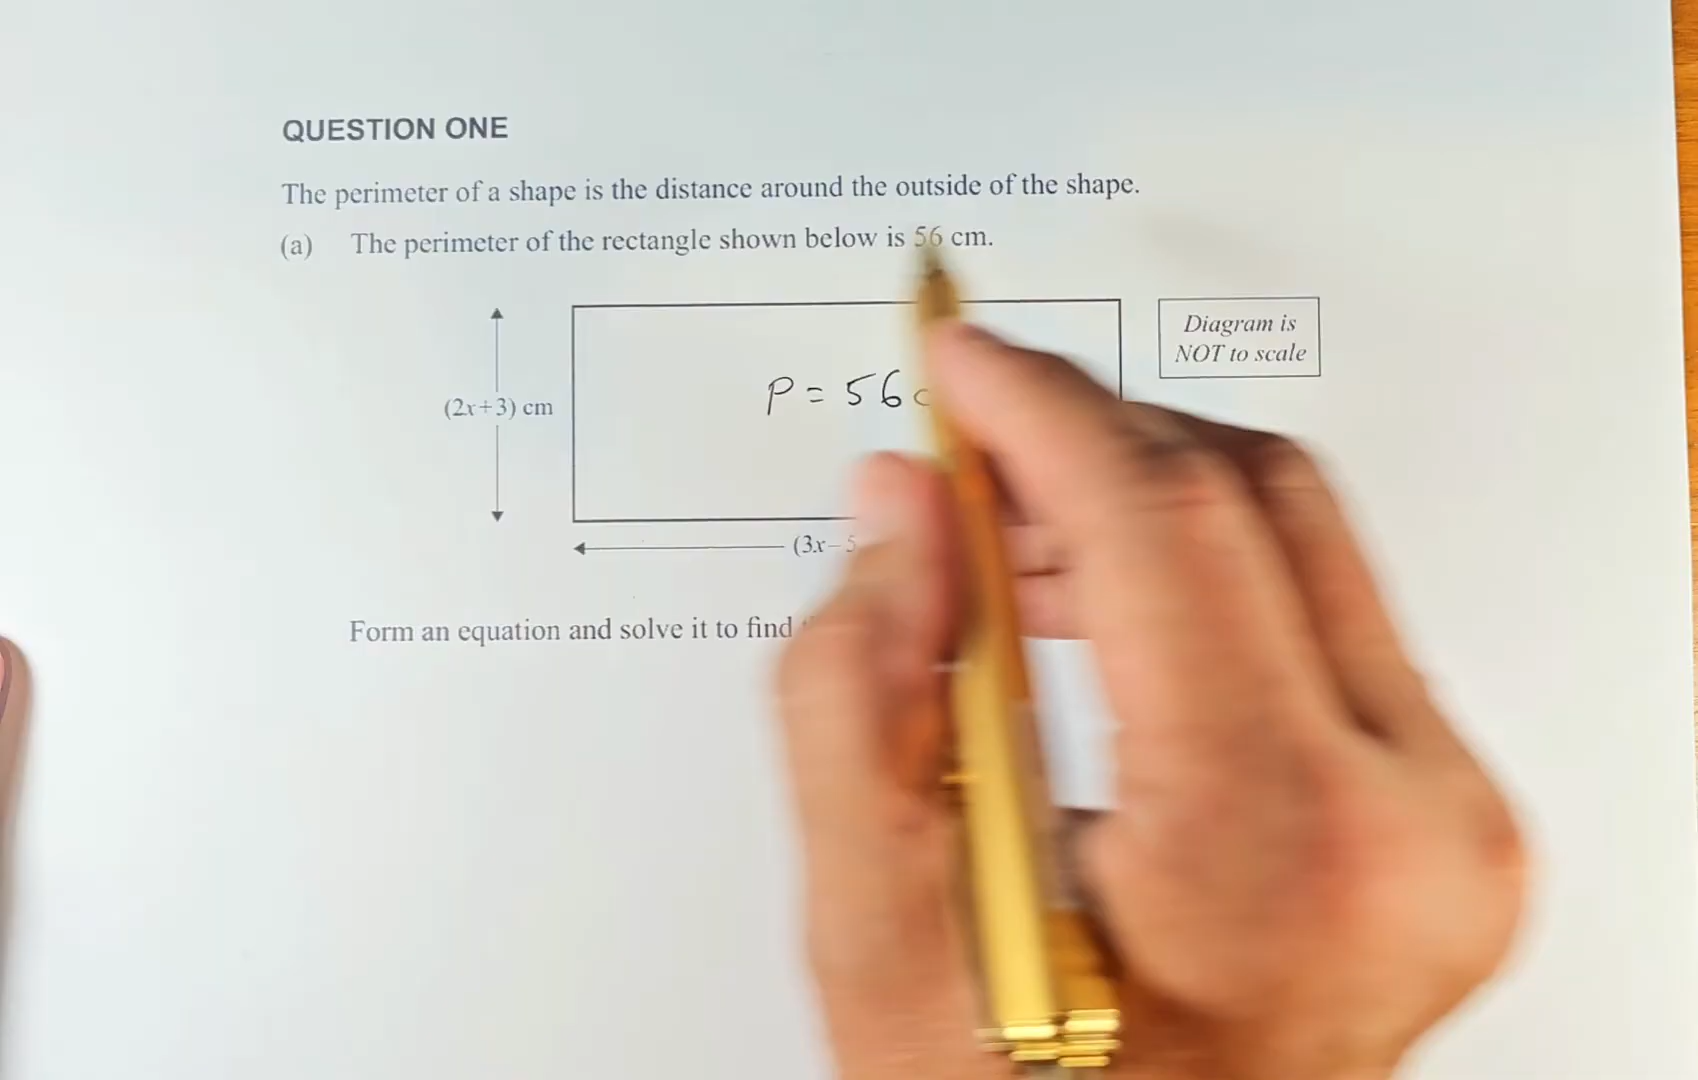 QUESTION ONE
The perimeter of a shape is the distance around the outside of the shape.
(a) The perimeter of the rectangle shown below is 56 cm.
Diagram is
NOT to scale
P = 56
(2x+3) cm
(3x– 5
Form an equation and solve it to find